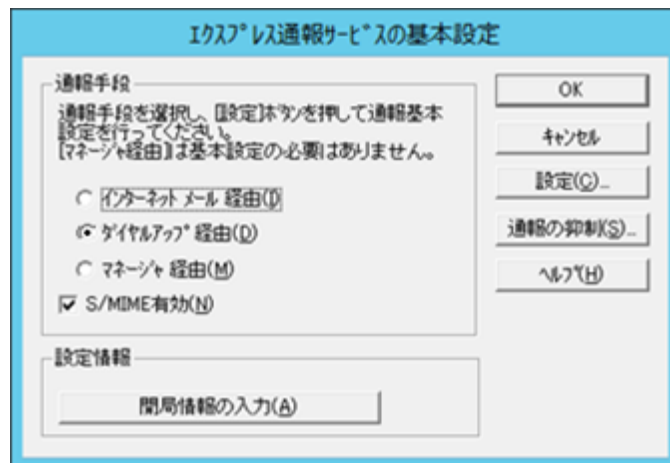 ｴｸｽﾌﾟﾚｽ通報ｻｰﾋﾞｽの基本設定
通報手段
通報手段を選択し、[設定]ﾎﾞﾀﾝを押して通報基本
設定を行ってください。
[ﾏﾈｰｼﾞｬ経由]は基本設定の必要はありません。
ｲﾝﾀｰﾈｯﾄ ﾒｰﾙ 経由(I)
ﾀﾞｲﾔﾙｱｯﾌﾟ 経由(D)
ﾏﾈｰｼﾞｬ 経由(M)
S/MIME有効(N)
設定情報
開局情報の入力(A)
OK
ｷｬﾝｾﾙ
設定(C)...
通報の抑制(S)...
ﾍﾙﾌﾟ(H)